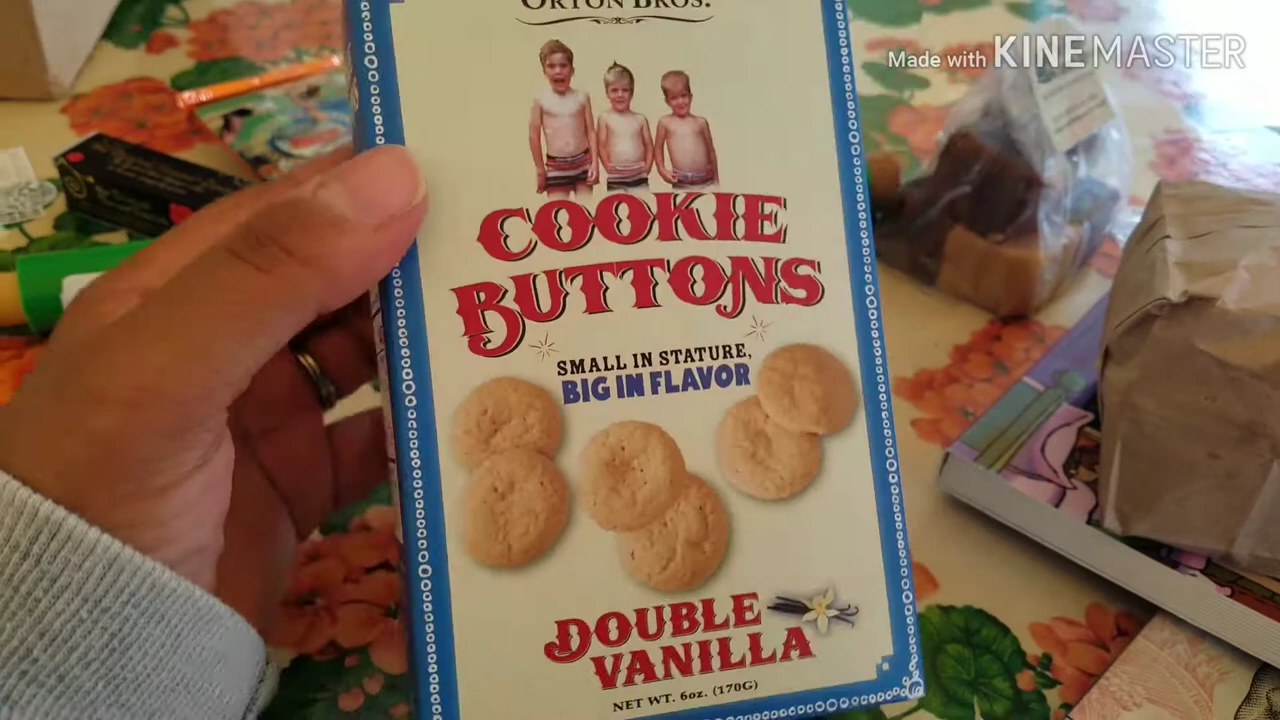 ORTON BROS.
Made with KINEMASTER
COOKIE
BUTTONS
SMALL IN STATURE,
BIG IN FLAVOR
DOUBLE
VANILLA
NET WT. 6oz. (170G)